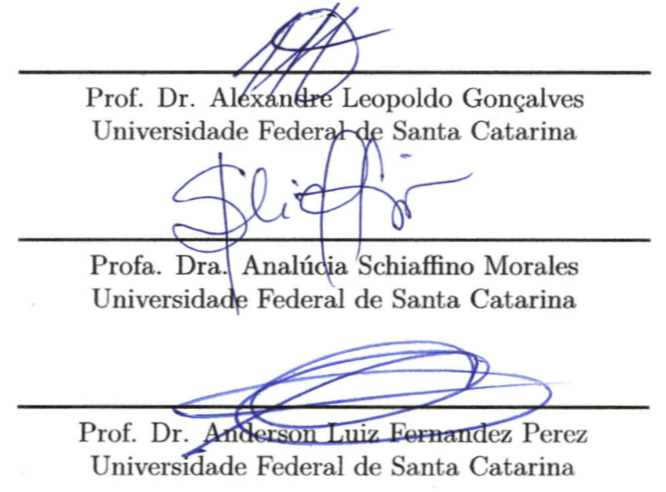 Prof. Dr. Alexandre Leopoldo Gonçalves
Universidade Federal de Santa Catarina
Schiaffino
Profa. Dra. Analúcia Schiaffino Morales
Universidade Federal de Santa Catarina
Prof. Dr. Anderson Luiz Fernandez Perez
Universidade Federal de Santa Catarina